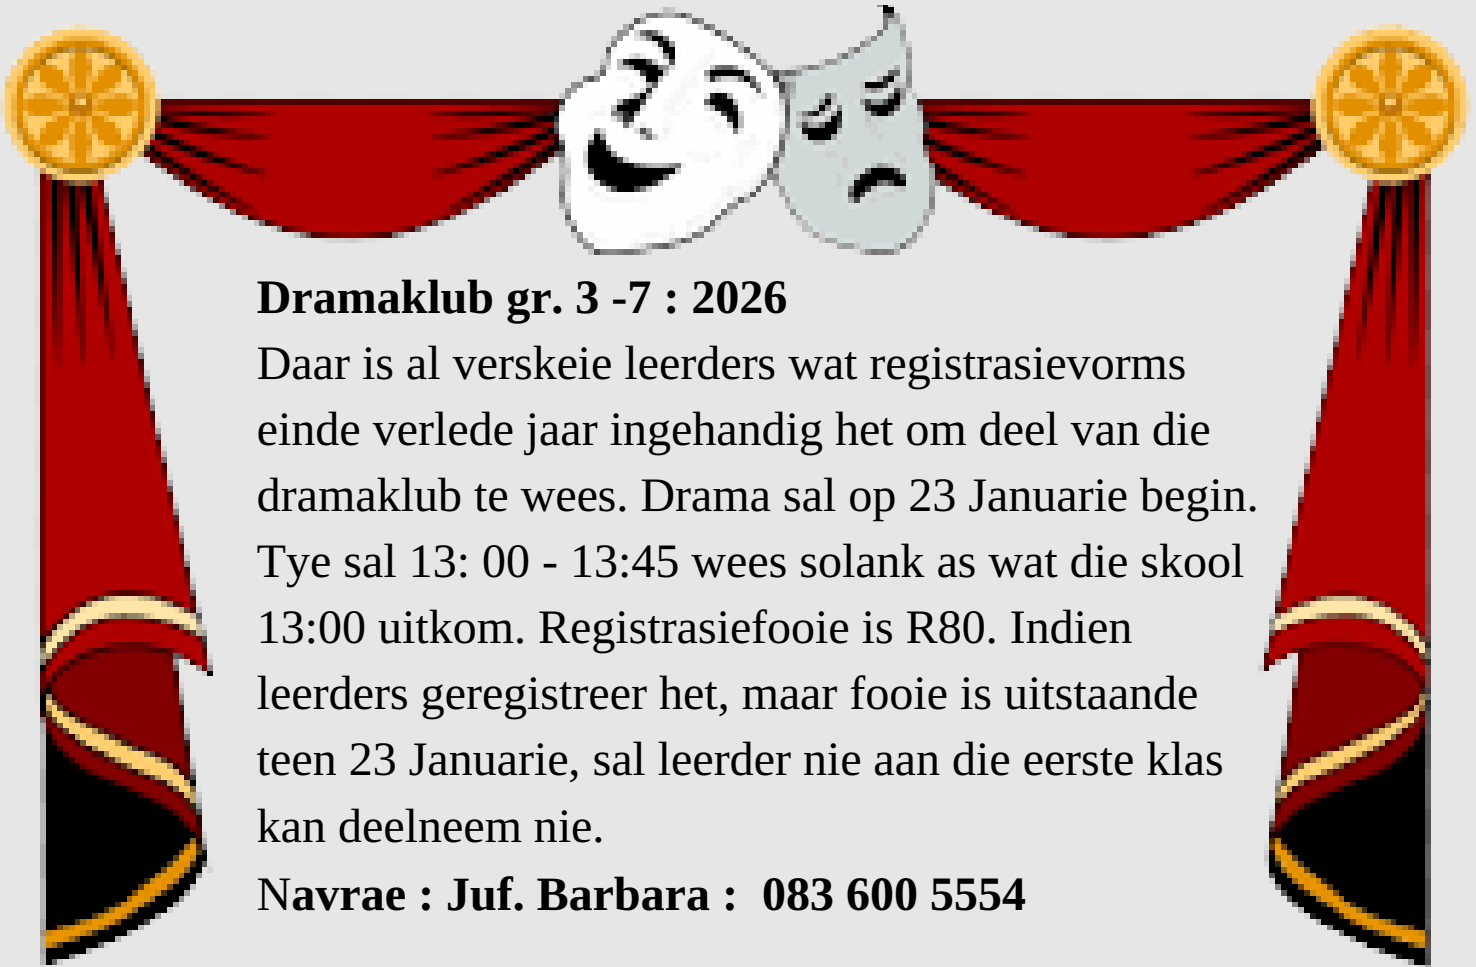 Dramaklub gr. 3 -7 : 2026
Daar is al verskeie leerders wat registrasievorms
einde verlede jaar ingehandig het om deel van die
dramaklub te wees. Drama sal op 23 Januarie begin.
Tye sal 13: 00 - 13:45 wees solank as wat die skool
13:00 uitkom. Registrasiefooie is R80. Indien
leerders geregistreer het, maar fooie is uitstaande
teen 23 Januarie, sal leerder nie aan die eerste klas
kan deelneem nie.
Navrae : Juf. Barbara :  083 600 5554